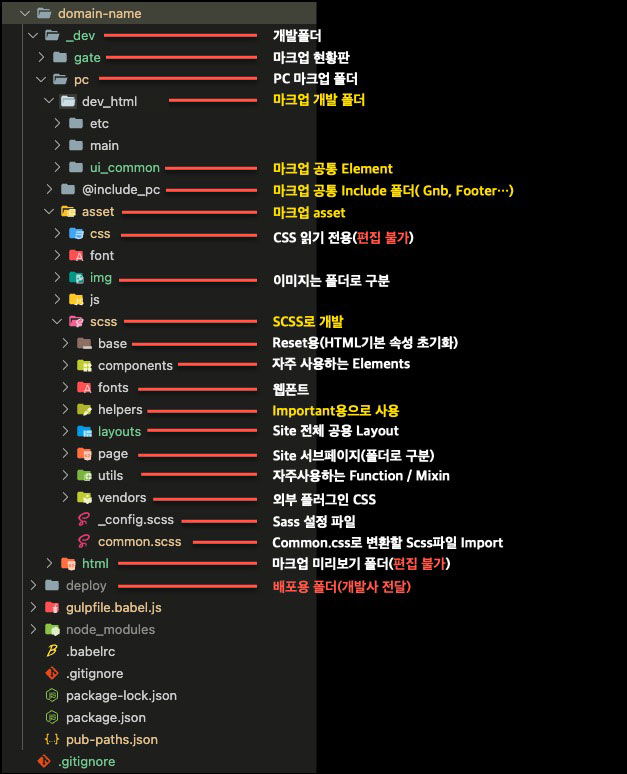 domain-name
_dev 개발폴더
gate 마크업 현황판
pc PC 마크업 폴더
dev_html 마크업 개발 폴더
etc
main
ui_common 마크업 공통 Element
@include_pc 마크업 공통 Include 폴더( Gnb, Footer…)
asset 마크업 asset
css CSS 읽기 전용(편집 불가)
font
img 이미지는 폴더로 구분
js
scss SCSS로 개발
base Reset용(HTML기본 속성 초기화)
components 자주 사용하는 Elements
fonts 웹폰트
helpers Important용으로 사용
layouts Site 전체 공용 Layout
page Site 서브페이지(폴더로 구분)
utils 자주사용하는 Function / Mixin
vendors 외부 플러그인 CSS
_config.scss Sass 설정 파일
common.scss Common.css로 변환할 Scss파일 Import
html 마크업 미리보기 폴더(편집 불가)
deploy 배포용 폴더(개발사 전달)
gulpfile.babel.js
node_modules
.babelrc
.gitignore
package-lock.json
package.json
pub-paths.json
.gitignore